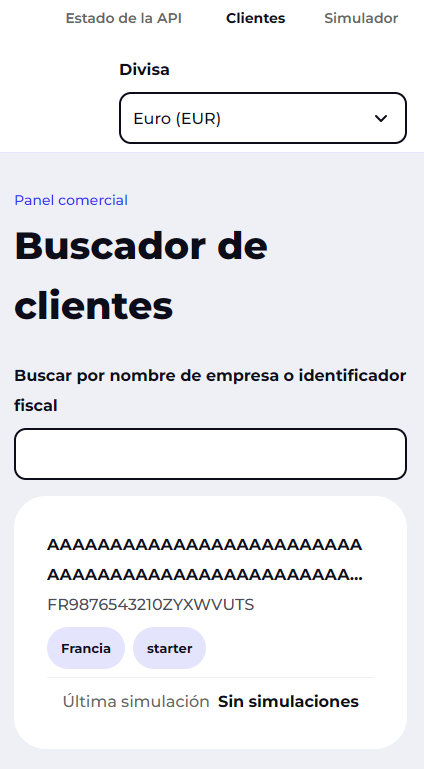 Estado de la API Clientes Simulador
Divisa
Euro (EUR)
Panel comercial
Buscador de
clientes
Buscar por nombre de empresa o identificador
fiscal
AAAAAAAAAAAAAAAAAAAAAAAAAA
AAAAAAAAAAAAAAAAAAAAAAAAA...
FR9876543210ZYXWVUTS
Francia starter
Última simulación Sin simulaciones